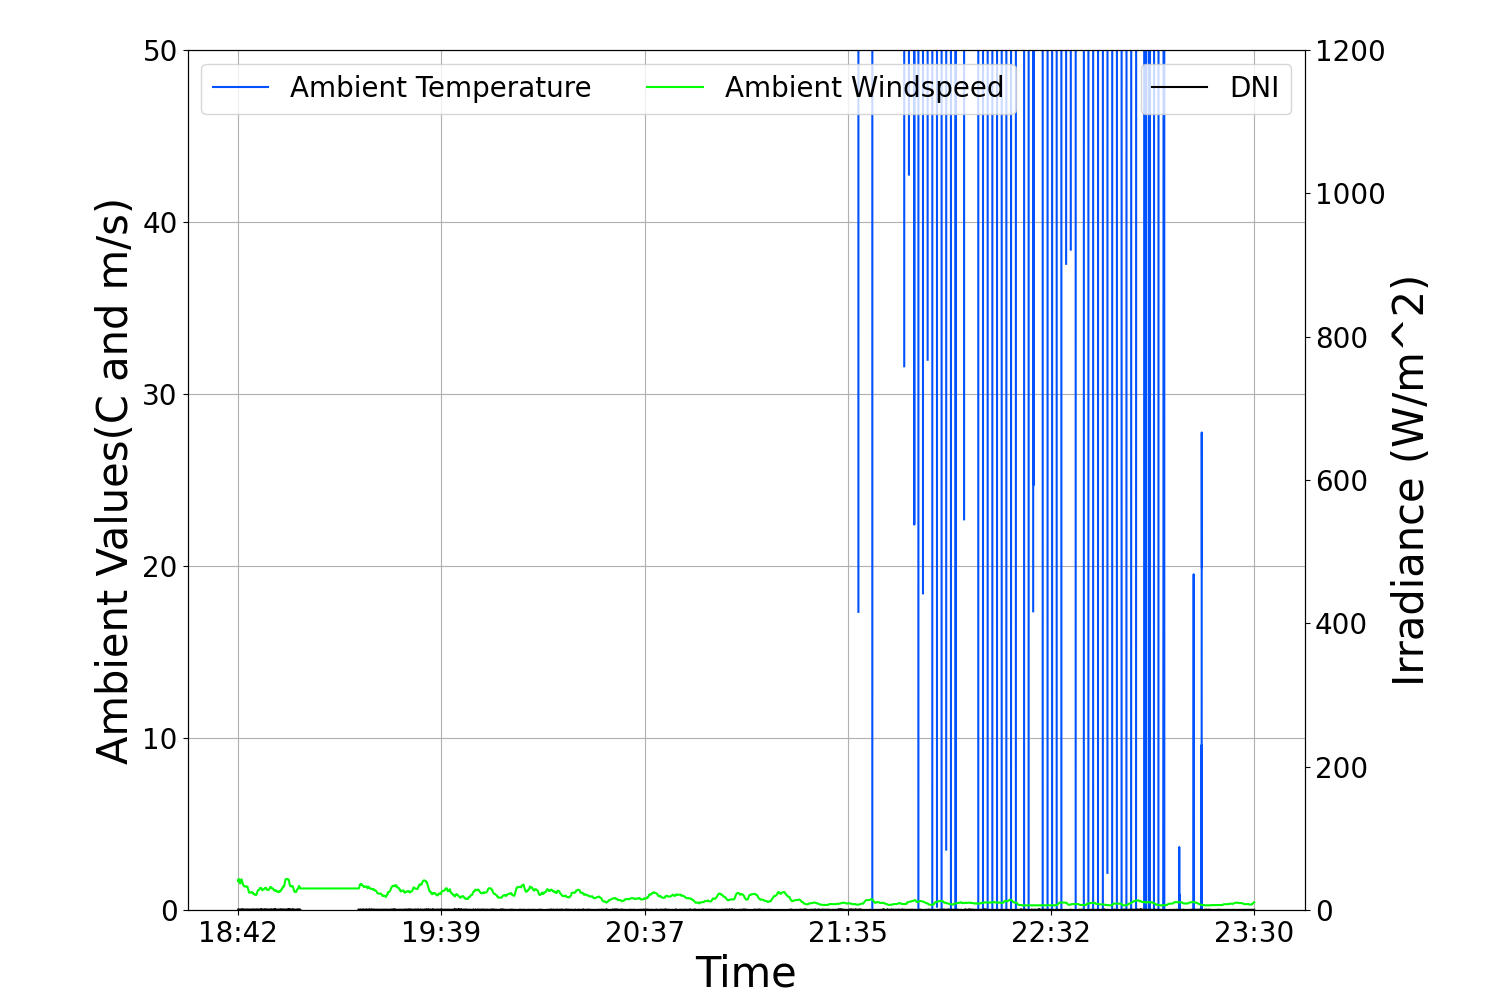 Ambient Temperature
Ambient Windspeed
DNI
Ambient Values(C and m/s)
50
40
30
20
10
0
1200
1000
800
600
400
200
0
Irradiance (W/m^2)
18:42 19:39 20:37 21:35 22:32 23:30
Time